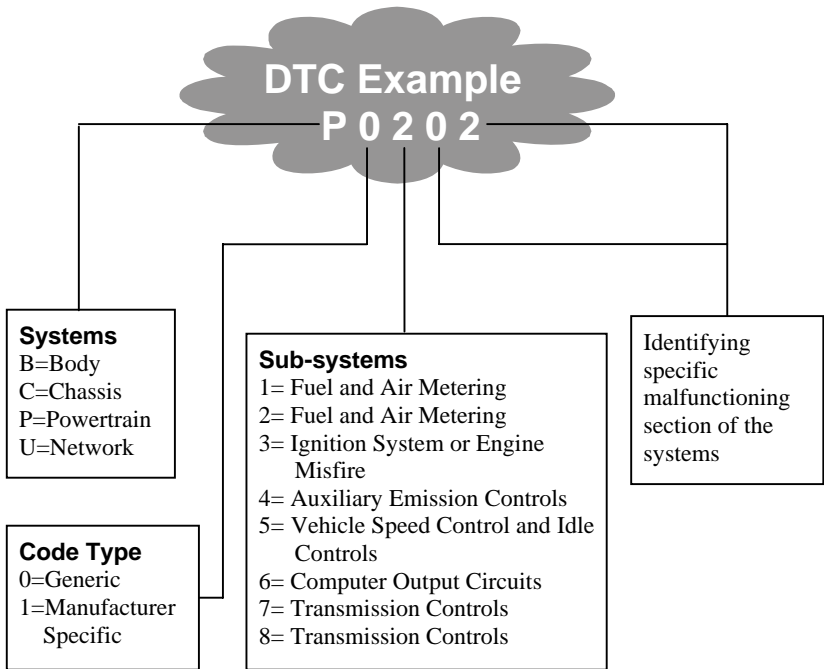 DTC Example
P 0 2 0 2
Systems
B=Body
C=Chassis
P=Powertrain
U=Network
Code Type
0=Generic
1=Manufacturer
Specific
Sub-systems
1= Fuel and Air Metering
2= Fuel and Air Metering
3= Ignition System or Engine
Misfire
4= Auxiliary Emission Controls
5= Vehicle Speed Control and Idle
Controls
6= Computer Output Circuits
7= Transmission Controls
8= Transmission Controls
Identifying
specific
malfunctioning
section of the
systems